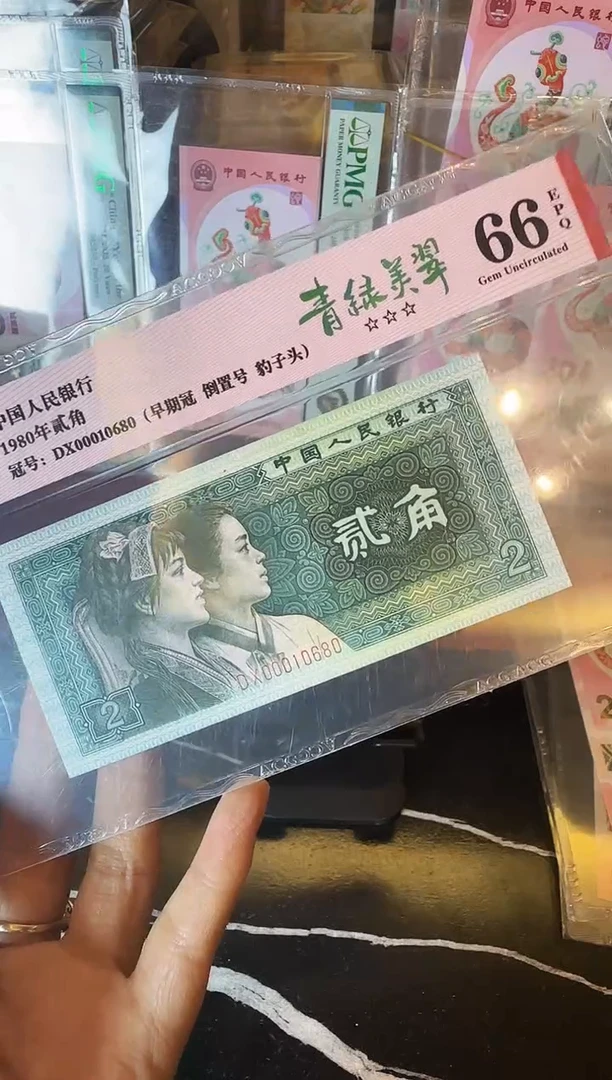 中国人民银行
PMG
PAPER MONEY GUARANTY
中国人民银行
青绿美翠
☆☆☆
66
EPQ
Gem Uncirculated
中国人民银行
1980年贰角
冠号：DX00010680（早期冠 倒置号 豹子头）
中国人民银行
贰角
2
DX00010680
2